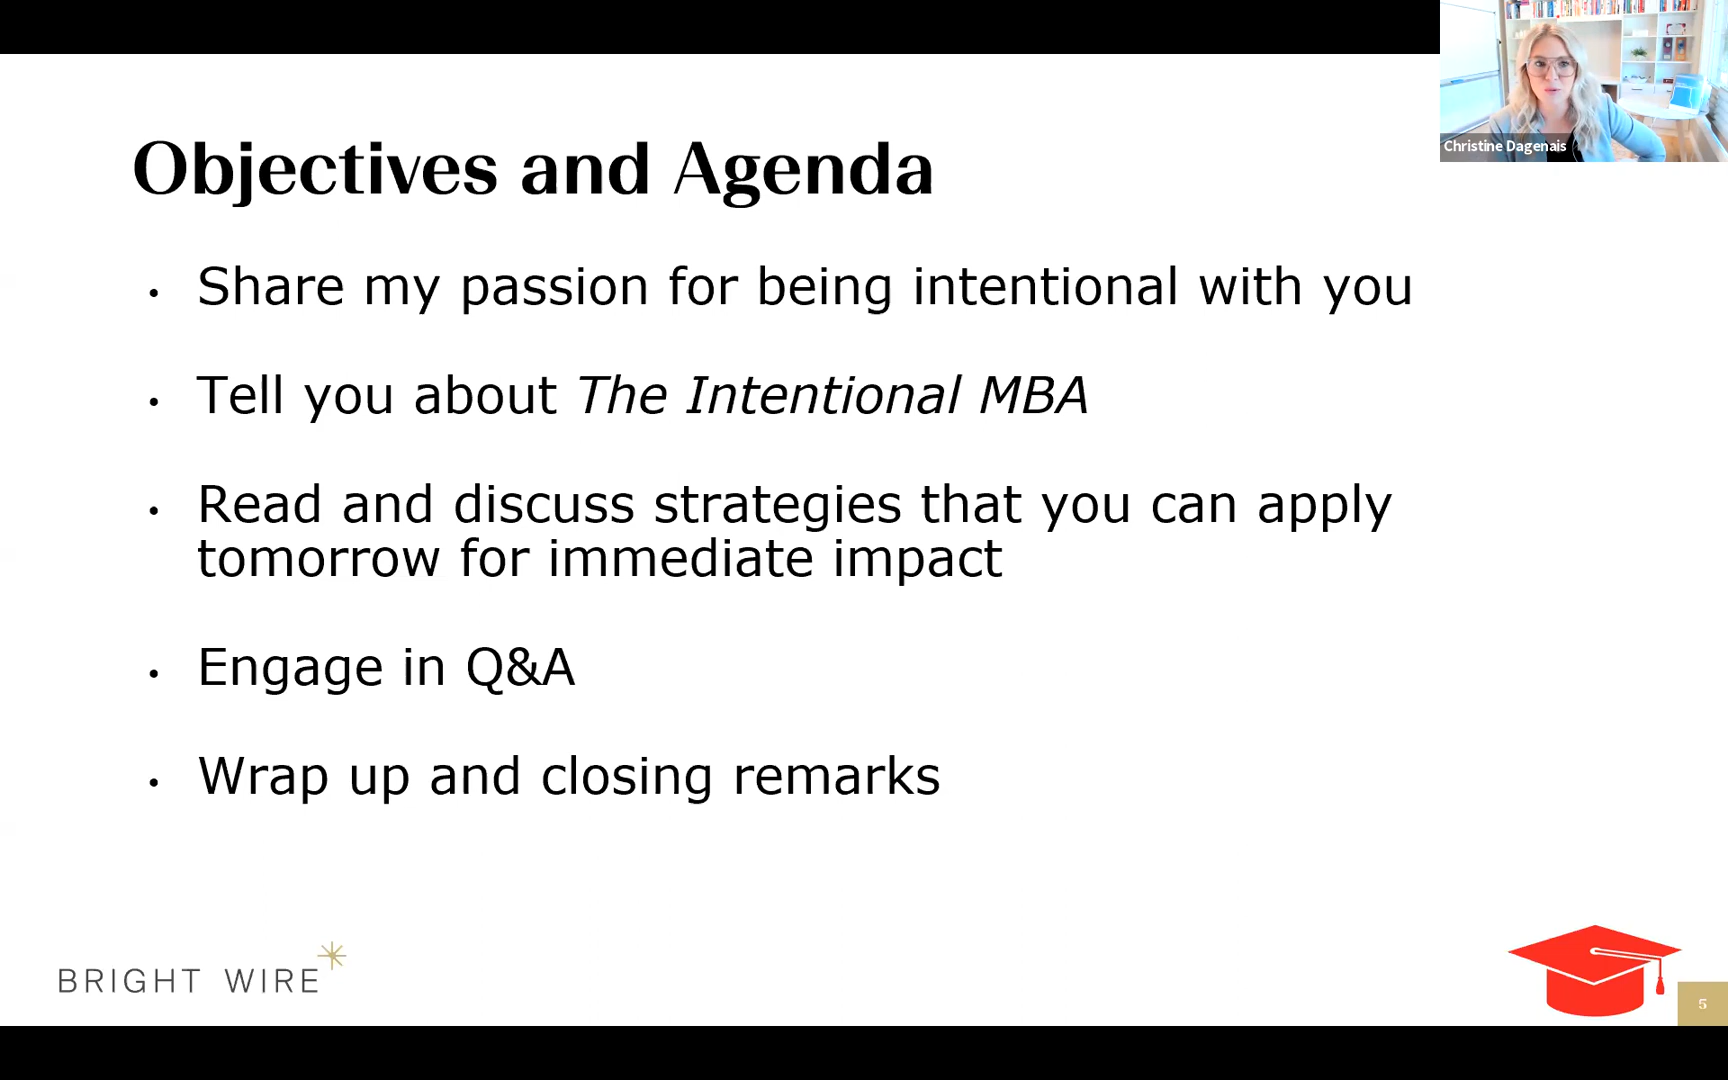 Christine Dagenais
Objectives and Agenda
• Share my passion for being intentional with you
• Tell you about The Intentional MBA
• Read and discuss strategies that you can apply
tomorrow for immediate impact
• Engage in Q&A
• Wrap up and closing remarks
BRIGHT WIRE
5